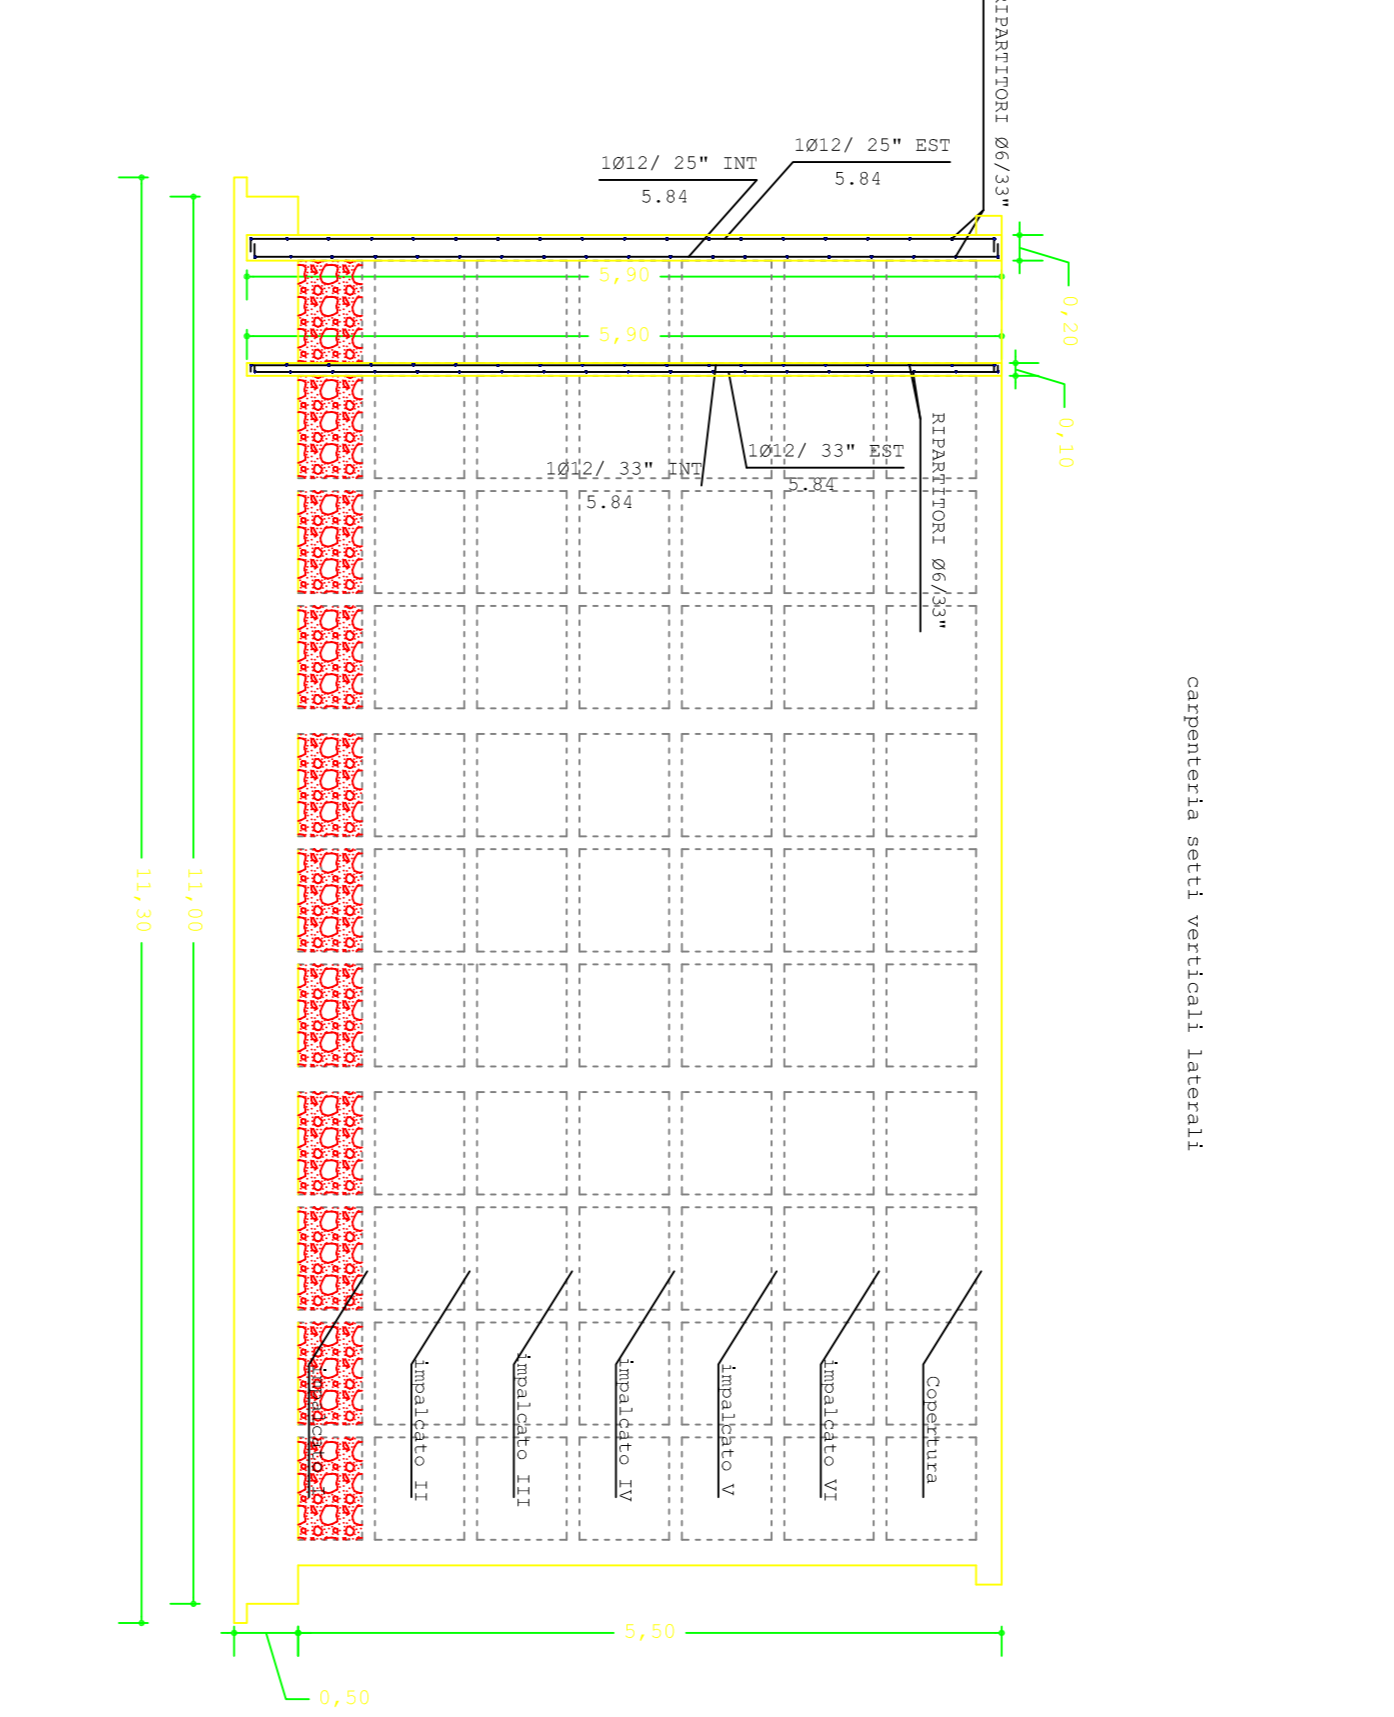 RIPARTITORI Ø6/33"
1Ø12/ 25" EST
5.84
1Ø12/ 25" INT
5.84
5,90
0,20
5,90
0,10
RIPARTITORI Ø6/33"
1Ø12/ 33" EST
5.84
1Ø12/ 33" INT
5.84
carpenteria setti verticali laterali
11,30
11,00
impalcato I
impalcato II
impalcato III
impalcato IV
impalcato V
impalcato VI
Copertura
5,50
0,50